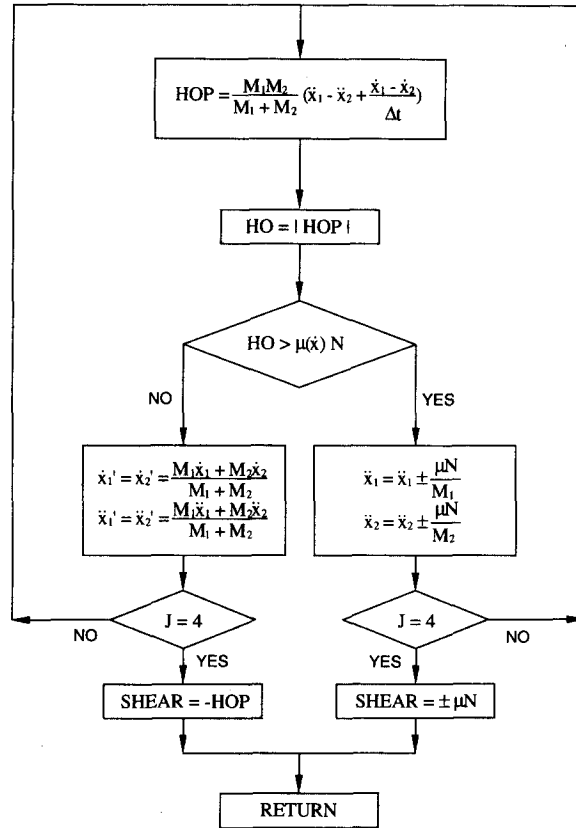 HOP = M₁M₂ / (M₁ + M₂) (ẍ₁ - ẍ₂ + (ẋ₁ - ẋ₂) / Δt)
HO = | HOP |
HO > μ(ẋ) N
NO
YES
ẋ₁' = ẋ₂' = (M₁ẋ₁ + M₂ẋ₂) / (M₁ + M₂)
ẍ₁' = ẍ₂' = (M₁ẍ₁ + M₂ẍ₂) / (M₁ + M₂)
ẍ₁ = ẍ₁ ± μN / M₁
ẍ₂ = ẍ₂ ± μN / M₂
J = 4
J = 4
NO
YES
YES
NO
SHEAR = -HOP
SHEAR = ± μN
RETURN